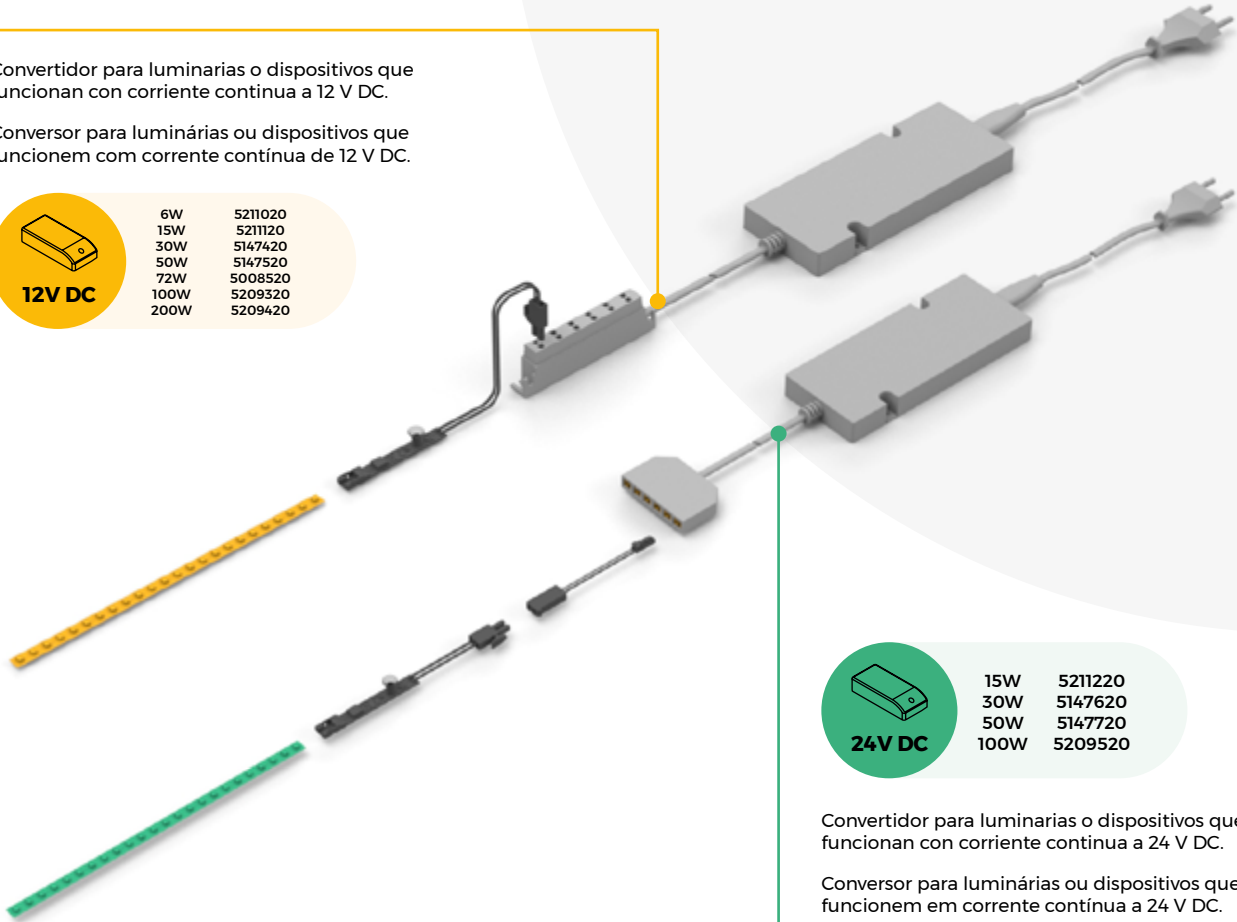 Convertidor para luminarias o dispositivos que
funcionan con corriente continua a 12 V DC.
Conversor para luminárias ou dispositivos que
funcionem com corrente contínua de 12 V DC.
12V DC
6W 5211020
15W 5211120
30W 5147420
50W 5147520
72W 5008520
100W 5209320
200W 5209420
24V DC
15W 5211220
30W 5147620
50W 5147720
100W 5209520
Convertidor para luminarias o dispositivos que
funcionan con corriente continua a 24 V DC.
Conversor para luminárias ou dispositivos que
funcionem em corrente contínua a 24 V DC.